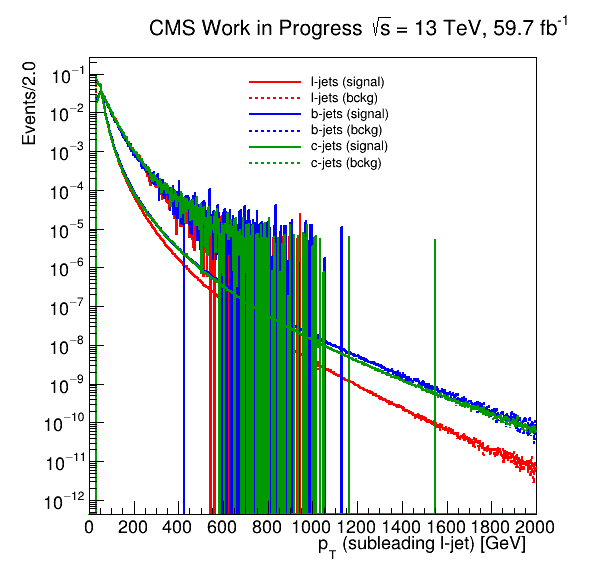 CMS Work in Progress √s = 13 TeV, 59.7 fb⁻¹
Events/2.0
l-jets (signal)
l-jets (bckg)
b-jets (signal)
b-jets (bckg)
c-jets (signal)
c-jets (bckg)
10⁻¹
10⁻²
10⁻³
10⁻⁴
10⁻⁵
10⁻⁶
10⁻⁷
10⁻⁸
10⁻⁹
10⁻¹⁰
10⁻¹¹
10⁻¹²
0 200 400 600 800 1000 1200 1400 1600 1800 2000
p_T (subleading l-jet) [GeV]